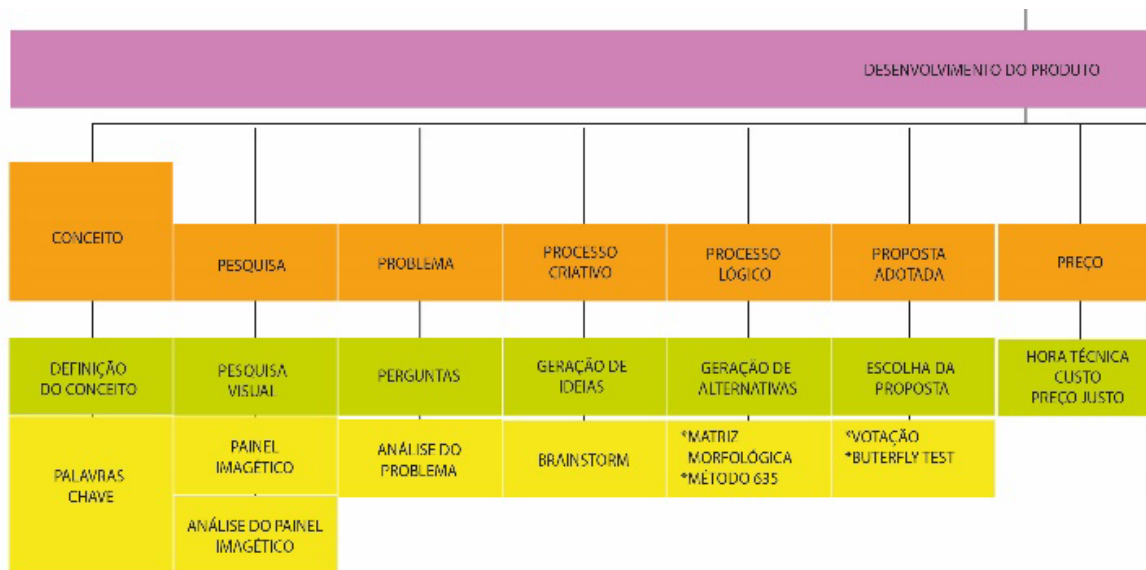 DESENVOLVIMENTO DO PRODUTO
CONCEITO
PESQUISA
PROBLEMA
PROCESSO
CRIATIVO
PROCESSO
LÓGICO
PROPOSTA
ADOTADA
PREÇO
DEFINIÇÃO
DO CONCEITO
PESQUISA
VISUAL
PERGUNTAS
GERAÇÃO DE
IDEIAS
GERAÇÃO DE
ALTERNATIVAS
ESCOLHA DA
PROPOSTA
HORA TÉCNICA
CUSTO
PREÇO JUSTO
PALAVRAS
CHAVE
PAINEL
IMAGÉTICO
ANÁLISE DO
PROBLEMA
BRAINSTORM
*MATRIZ
MORFOLÓGICA
*MÉTODO 635
*VOTAÇÃO
*BUTERFLY TEST
ANÁLISE DO PAINEL
IMAGÉTICO